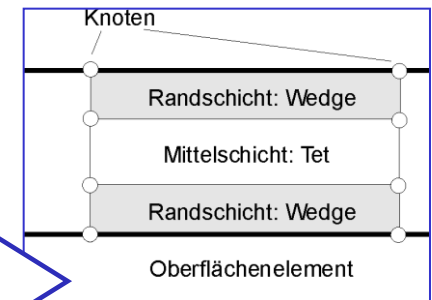 Knoten
Randschicht: Wedge
Mittelschicht: Tet
Randschicht: Wedge
Oberflächenelement